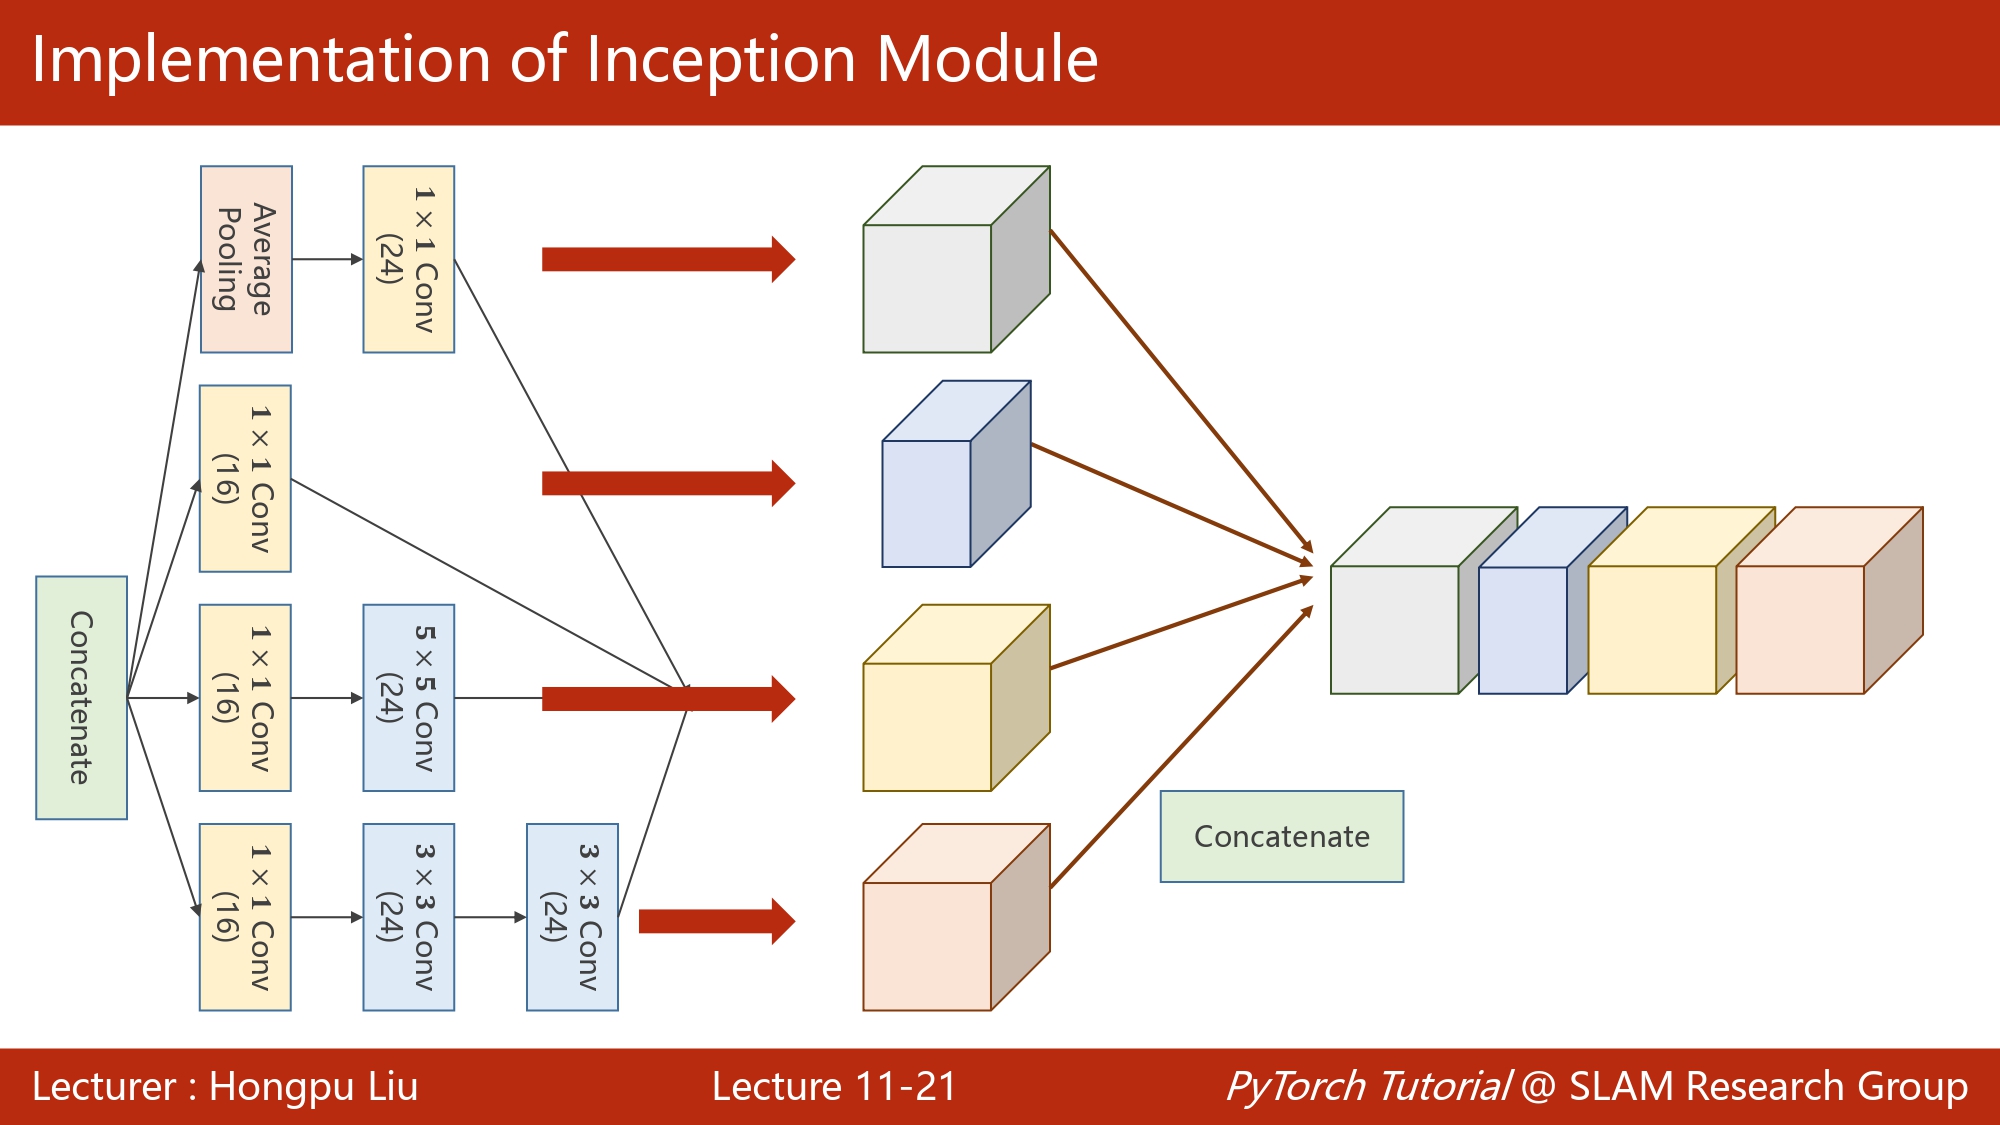 Implementation of Inception Module
Average
Pooling
1 × 1 Conv
(24)
1 × 1 Conv
(16)
Concatenate
1 × 1 Conv
(16)
5 × 5 Conv
(24)
1 × 1 Conv
(16)
3 × 3 Conv
(24)
3 × 3 Conv
(24)
Concatenate
Lecturer : Hongpu Liu
Lecture 11-21
PyTorch Tutorial @ SLAM Research Group